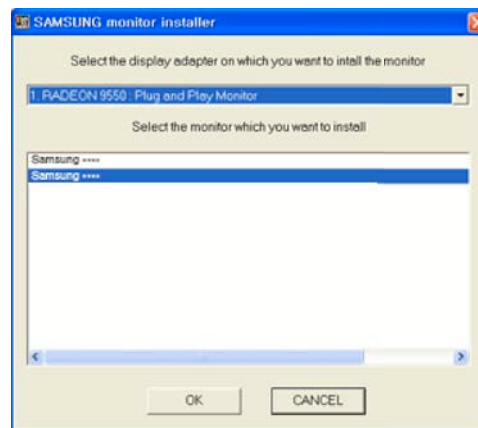 SAMSUNG monitor installer
Select the display adapter on which you want to intall the monitor
1. RADEON 9550 : Plug and Play Monitor
Select the monitor which you want to install
Samsung ----
Samsung ----
OK
CANCEL